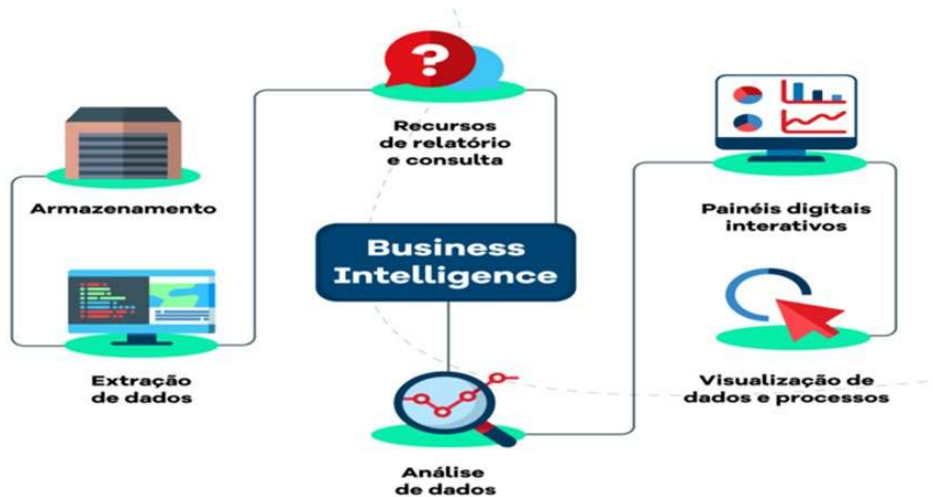 Recursos
de relatório
e consulta
Armazenamento
Painéis digitais
interativos
Business
Intelligence
Extração
de dados
Visualização de
dados e processos
Análise
de dados
?